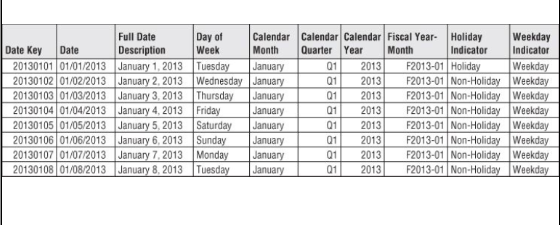 Date Key Date Full Date Description Day of Week Calendar Month Calendar Quarter Calendar Year Fiscal Year-Month Holiday Indicator Weekday Indicator
20130101 01/01/2013 January 1, 2013 Tuesday January Q1 2013 F2013-01 Holiday Weekday
20130102 01/02/2013 January 2, 2013 Wednesday January Q1 2013 F2013-01 Non-Holiday Weekday
20130103 01/03/2013 January 3, 2013 Thursday January Q1 2013 F2013-01 Non-Holiday Weekday
20130104 01/04/2013 January 4, 2013 Friday January Q1 2013 F2013-01 Non-Holiday Weekday
20130105 01/05/2013 January 5, 2013 Saturday January Q1 2013 F2013-01 Non-Holiday Weekday
20130106 01/06/2013 January 6, 2013 Sunday January Q1 2013 F2013-01 Non-Holiday Weekday
20130107 01/07/2013 January 7, 2013 Monday January Q1 2013 F2013-01 Non-Holiday Weekday
20130108 01/08/2013 January 8, 2013 Tuesday January Q1 2013 F2013-01 Non-Holiday Weekday